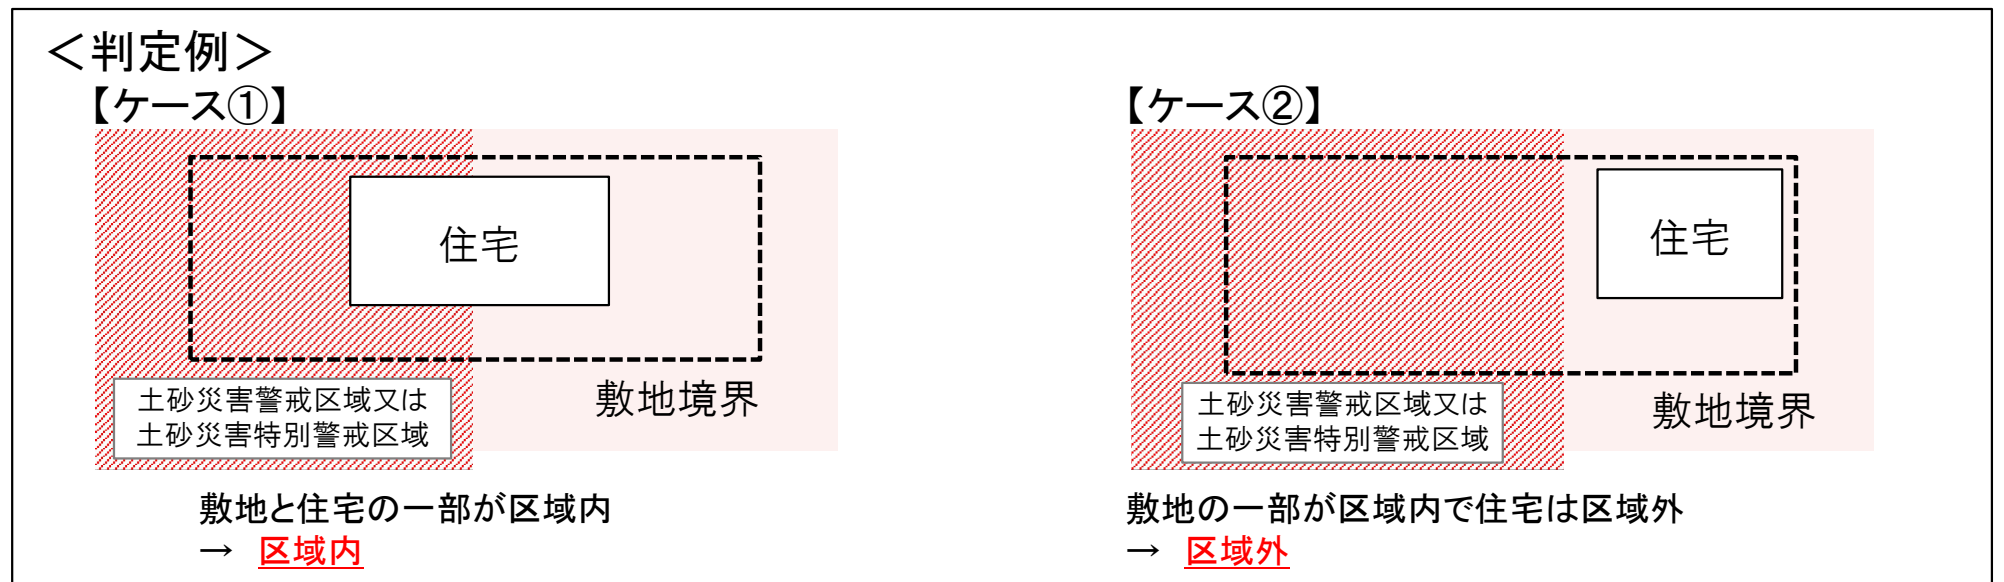 ＜判定例＞
【ケース①】
住宅
土砂災害警戒区域又は
土砂災害特別警戒区域
敷地境界
敷地と住宅の一部が区域内
→ 区域内
【ケース②】
住宅
土砂災害警戒区域又は
土砂災害特別警戒区域
敷地境界
敷地の一部が区域内で住宅は区域外
→ 区域外